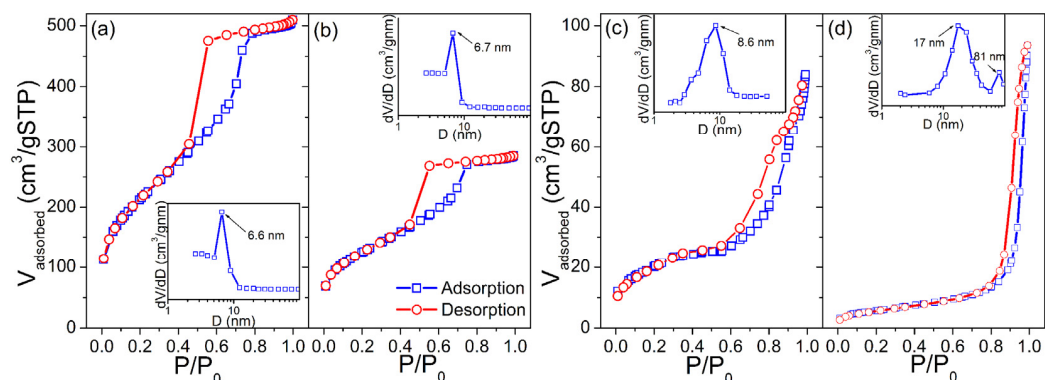 (a)
V adsorbed (cm³/gSTP)
500
400
300
200
100
0
0.0 0.2 0.4 0.6 0.8 1.0
P/P₀
dV/dD (cm³/gnm)
6.6 nm
1 10
D (nm)
(b)
dV/dD (cm³/gnm)
6.7 nm
1 10
D (nm)
Adsorption
Desorption
0.0 0.2 0.4 0.6 0.8 1.0
P/P₀
(c)
V adsorbed (cm³/gSTP)
100
80
60
40
20
0
dV/dD (cm³/gnm)
8.6 nm
1 10
D (nm)
0.0 0.2 0.4 0.6 0.8 1.0
P/P₀
(d)
dV/dD (cm³/gnm)
17 nm
81 nm
1 10
D (nm)
0.0 0.2 0.4 0.6 0.8 1.0
P/P₀